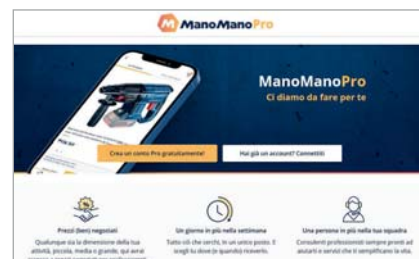 ManoManoPro
ManoManoPro
Ci diamo da fare per te
Crea un conto Pro gratuitamente!
Hai già un account? Connettiti
Prezzi (ben) negoziati
Qualunque sia la dimensione della tua
attività, piccola, media o grande, qui avrai
Un giorno in più nella settimana
Tutto ciò che cerchi, in un unico posto. E
scegli tu dove (e quando) riceverlo.
Una persona in più nella tua squadra
Consulenti professionisti sempre pronti ad
aiutarti e servizi che ti semplificano la vita.